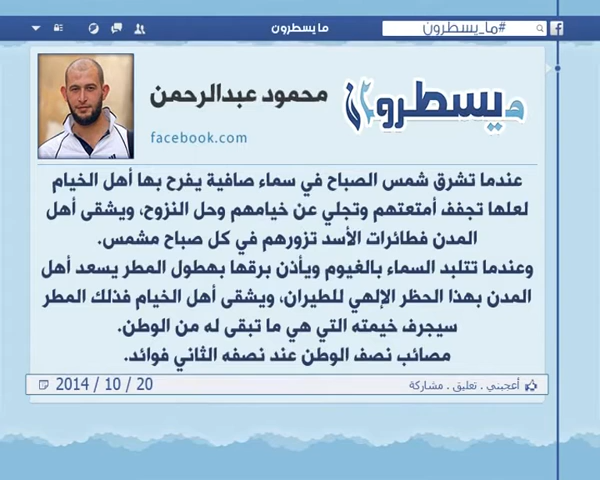 #ما_يسطرون
ما يسطرون
ما يسطرون
محمود عبدالرحمن
facebook.com
عندما تشرق شمس الصباح في سماء صافية يفرح بها أهل الخيام
لعلها تجفف أمتعتهم وتجلي عن خيامهم وحل النزوح، ويشقى أهل
المدن فطائرات الأسد تزورهم في كل صباح مشمس.
وعندما تتلبد السماء بالغيوم ويأذن برقها بهطول المطر يسعد أهل
المدن بهذا الحظر الإلهي للطيران، ويشقى أهل الخيام فذلك المطر
سيجرف خيمته التي هي ما تبقى له من الوطن.
مصائب نصف الوطن عند نصفه الثاني فوائد.
أعجبني . تعليق . مشاركة
20 / 10 / 2014